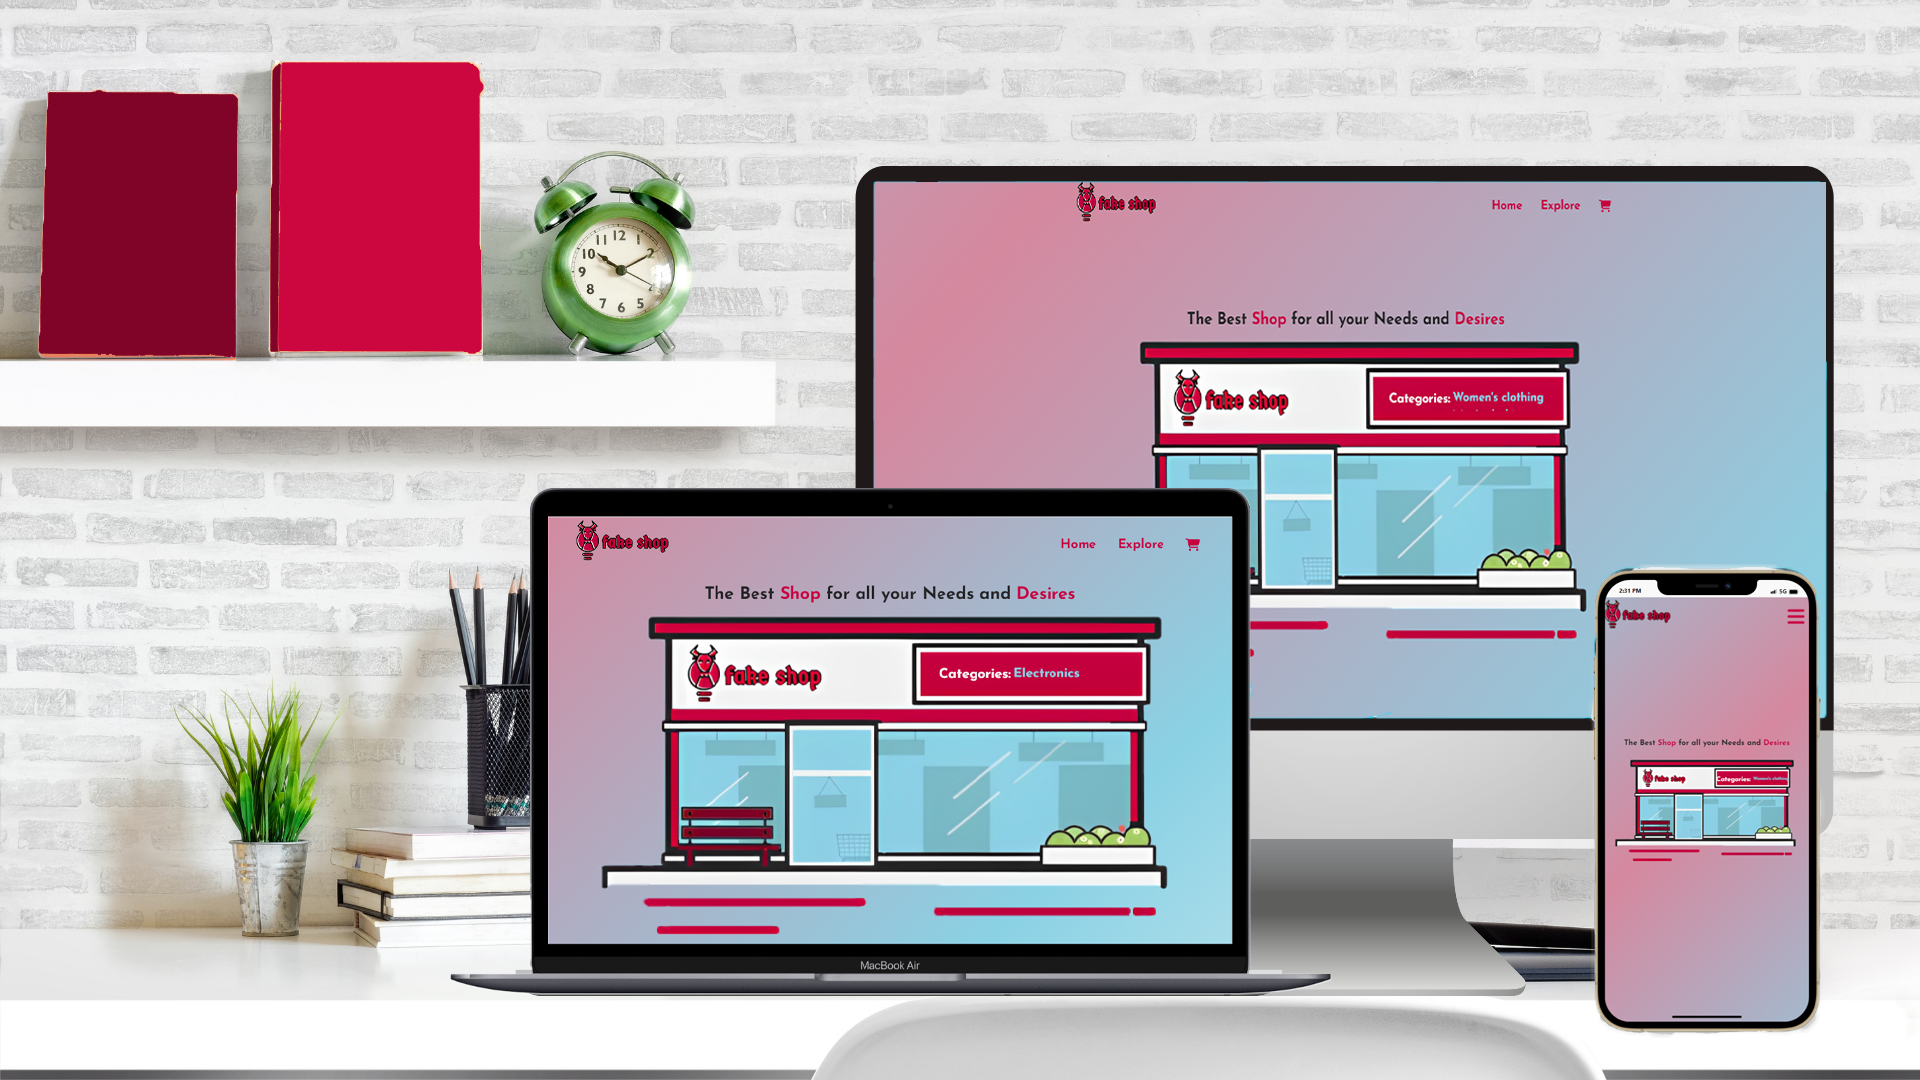 12
11
10
2
9
8
7
6
5
fake shop
Home Explore
The Best Shop for all your Needs and Desires
fake shop
Categories: Women's clothing
fake shop
Home Explore
The Best Shop for all your Needs and Desires
fake shop
Categories: Electronics
MacBook Air
2:31 PM 5G
fake shop
The Best Shop for all your Needs and Desires
fake shop
Categories: Women's clothing